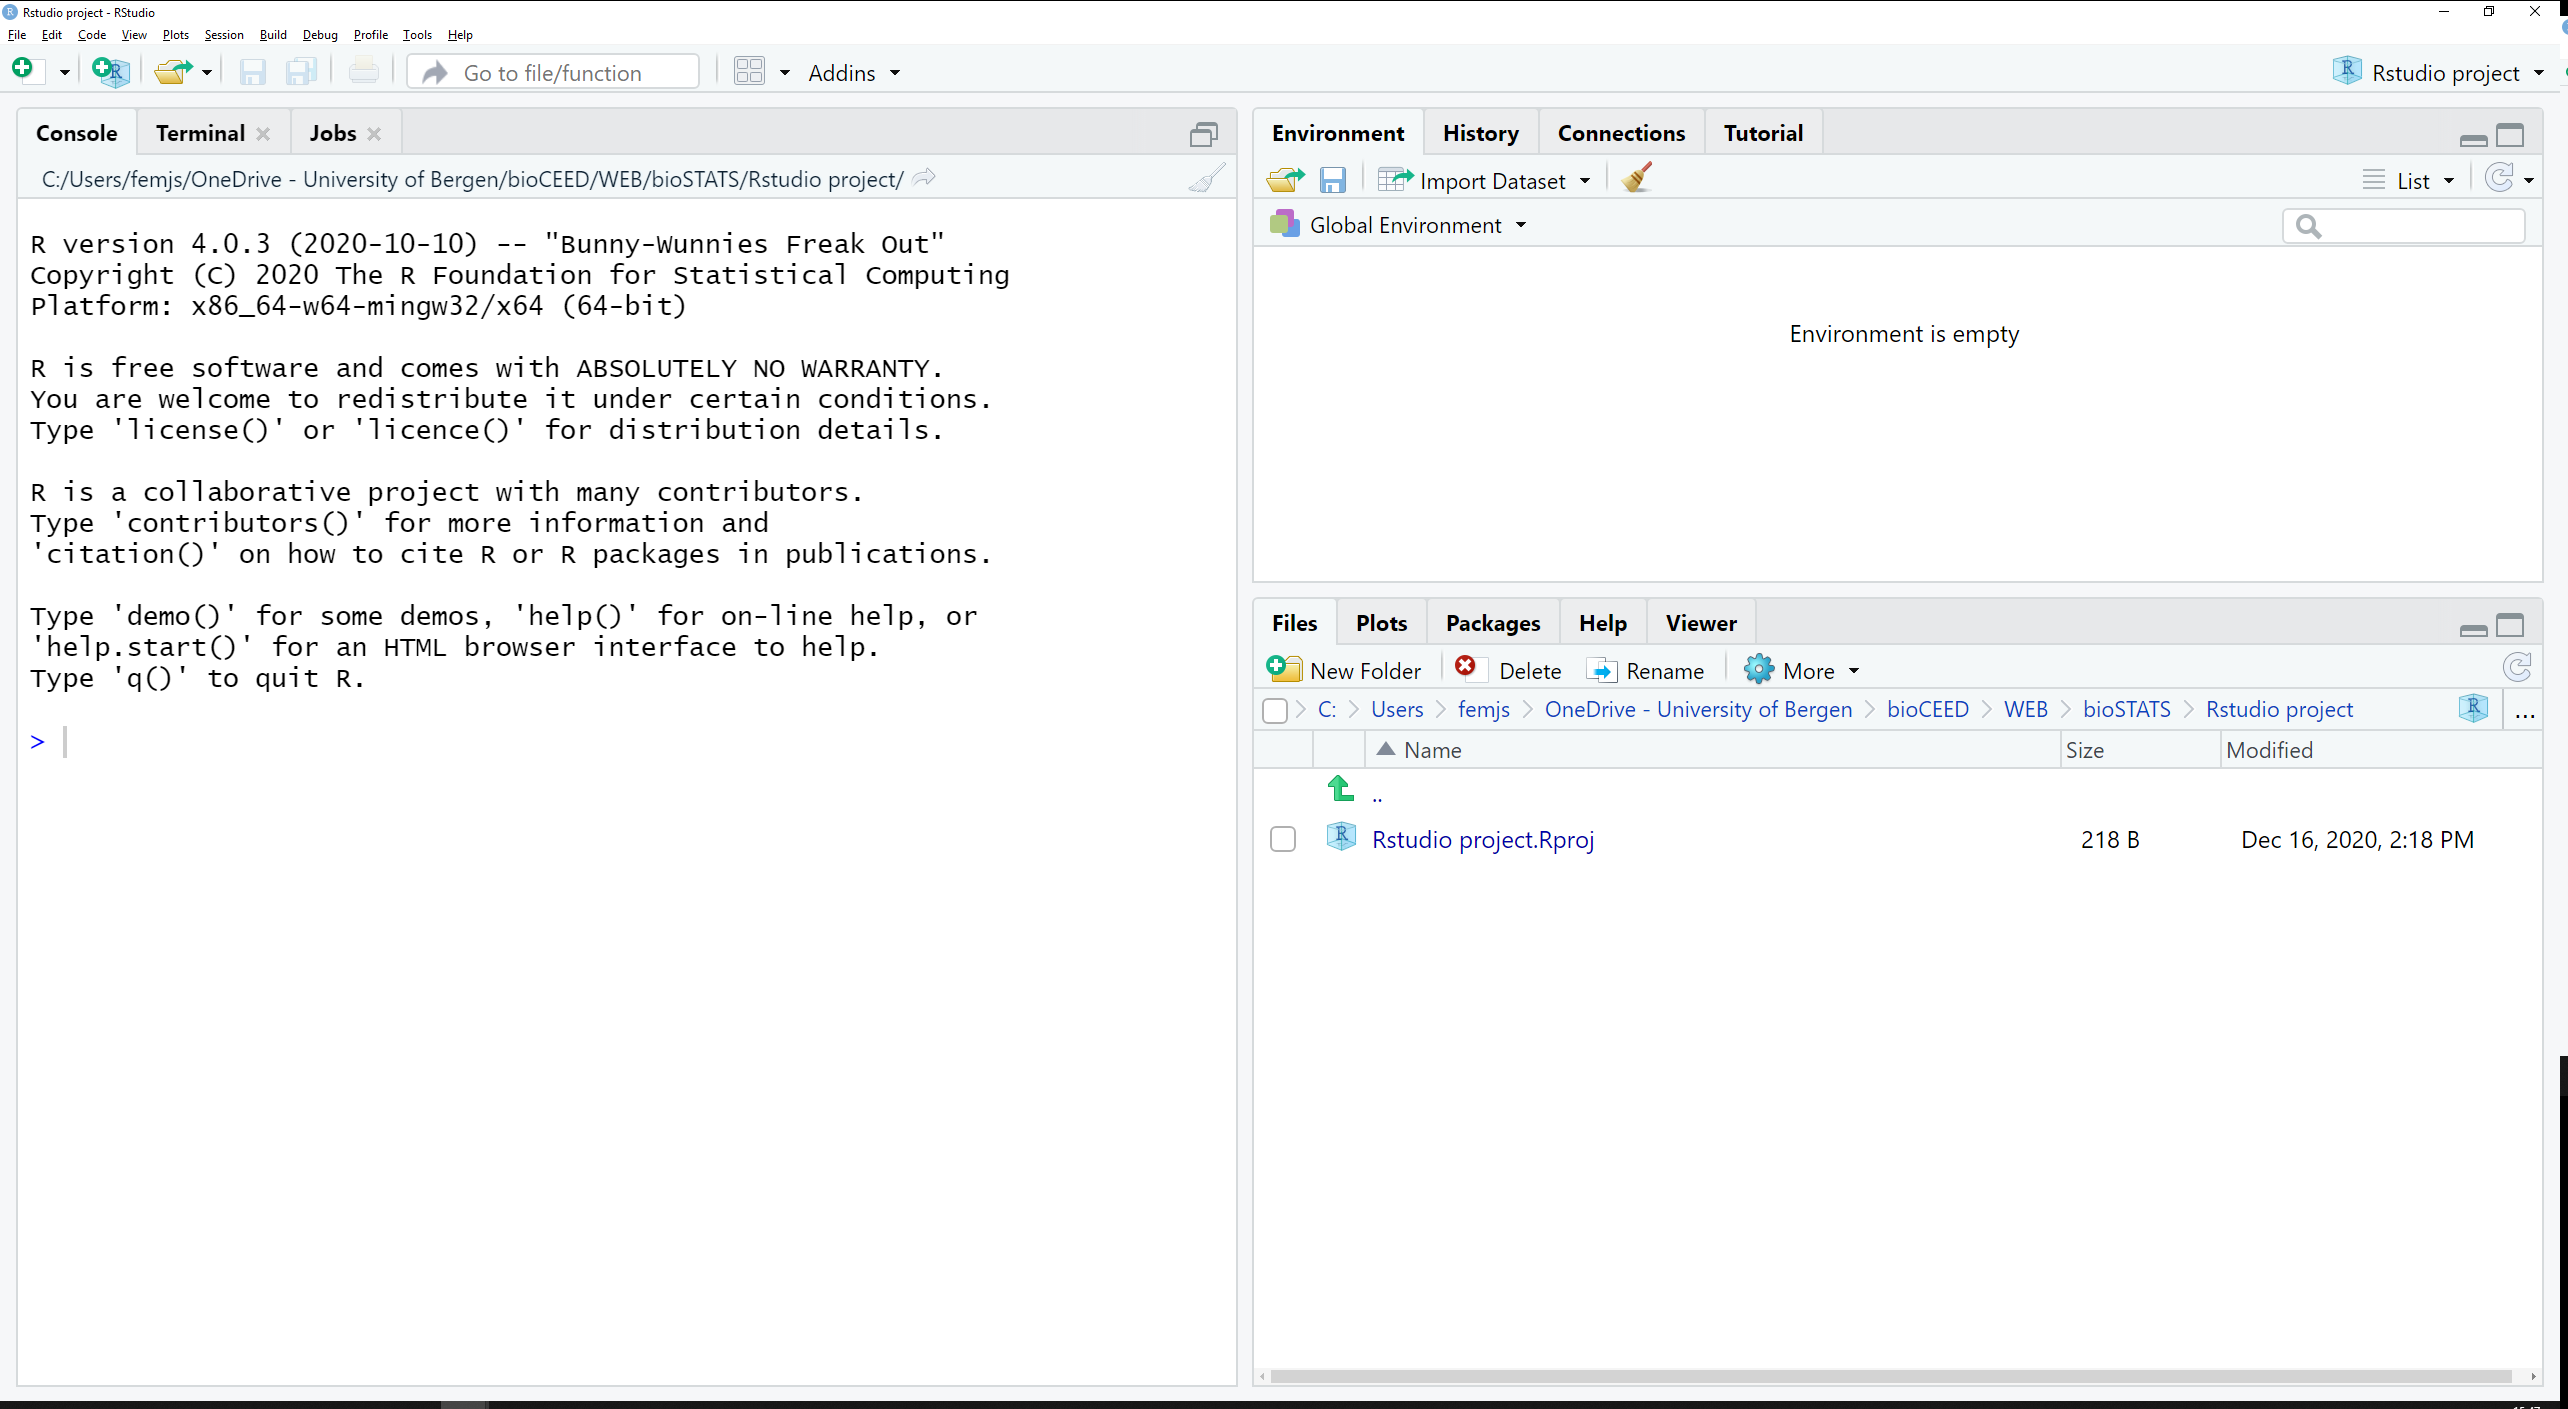 Rstudio project - RStudio
File Edit Code View Plots Session Build Debug Profile Tools Help
Go to file/function Addins Rstudio project
Console Terminal Jobs
C:/Users/femjs/OneDrive - University of Bergen/bioCEED/WEB/bioSTATS/Rstudio project/
R version 4.0.3 (2020-10-10) -- "Bunny-Wunnies Freak Out"
Copyright (C) 2020 The R Foundation for Statistical Computing
Platform: x86_64-w64-mingw32/x64 (64-bit)
R is free software and comes with ABSOLUTELY NO WARRANTY.
You are welcome to redistribute it under certain conditions.
Type 'license()' or 'licence()' for distribution details.
R is a collaborative project with many contributors.
Type 'contributors()' for more information and
'citation()' on how to cite R or R packages in publications.
Type 'demo()' for some demos, 'help()' for on-line help, or
'help.start()' for an HTML browser interface to help.
Type 'q()' to quit R.
>
Environment History Connections Tutorial
Import Dataset List
Global Environment
Environment is empty
Files Plots Packages Help Viewer
New Folder Delete Rename More
C: Users femjs OneDrive - University of Bergen bioCEED WEB bioSTATS Rstudio project ...
Name Size Modified
..
Rstudio project.Rproj 218 B Dec 16, 2020, 2:18 PM